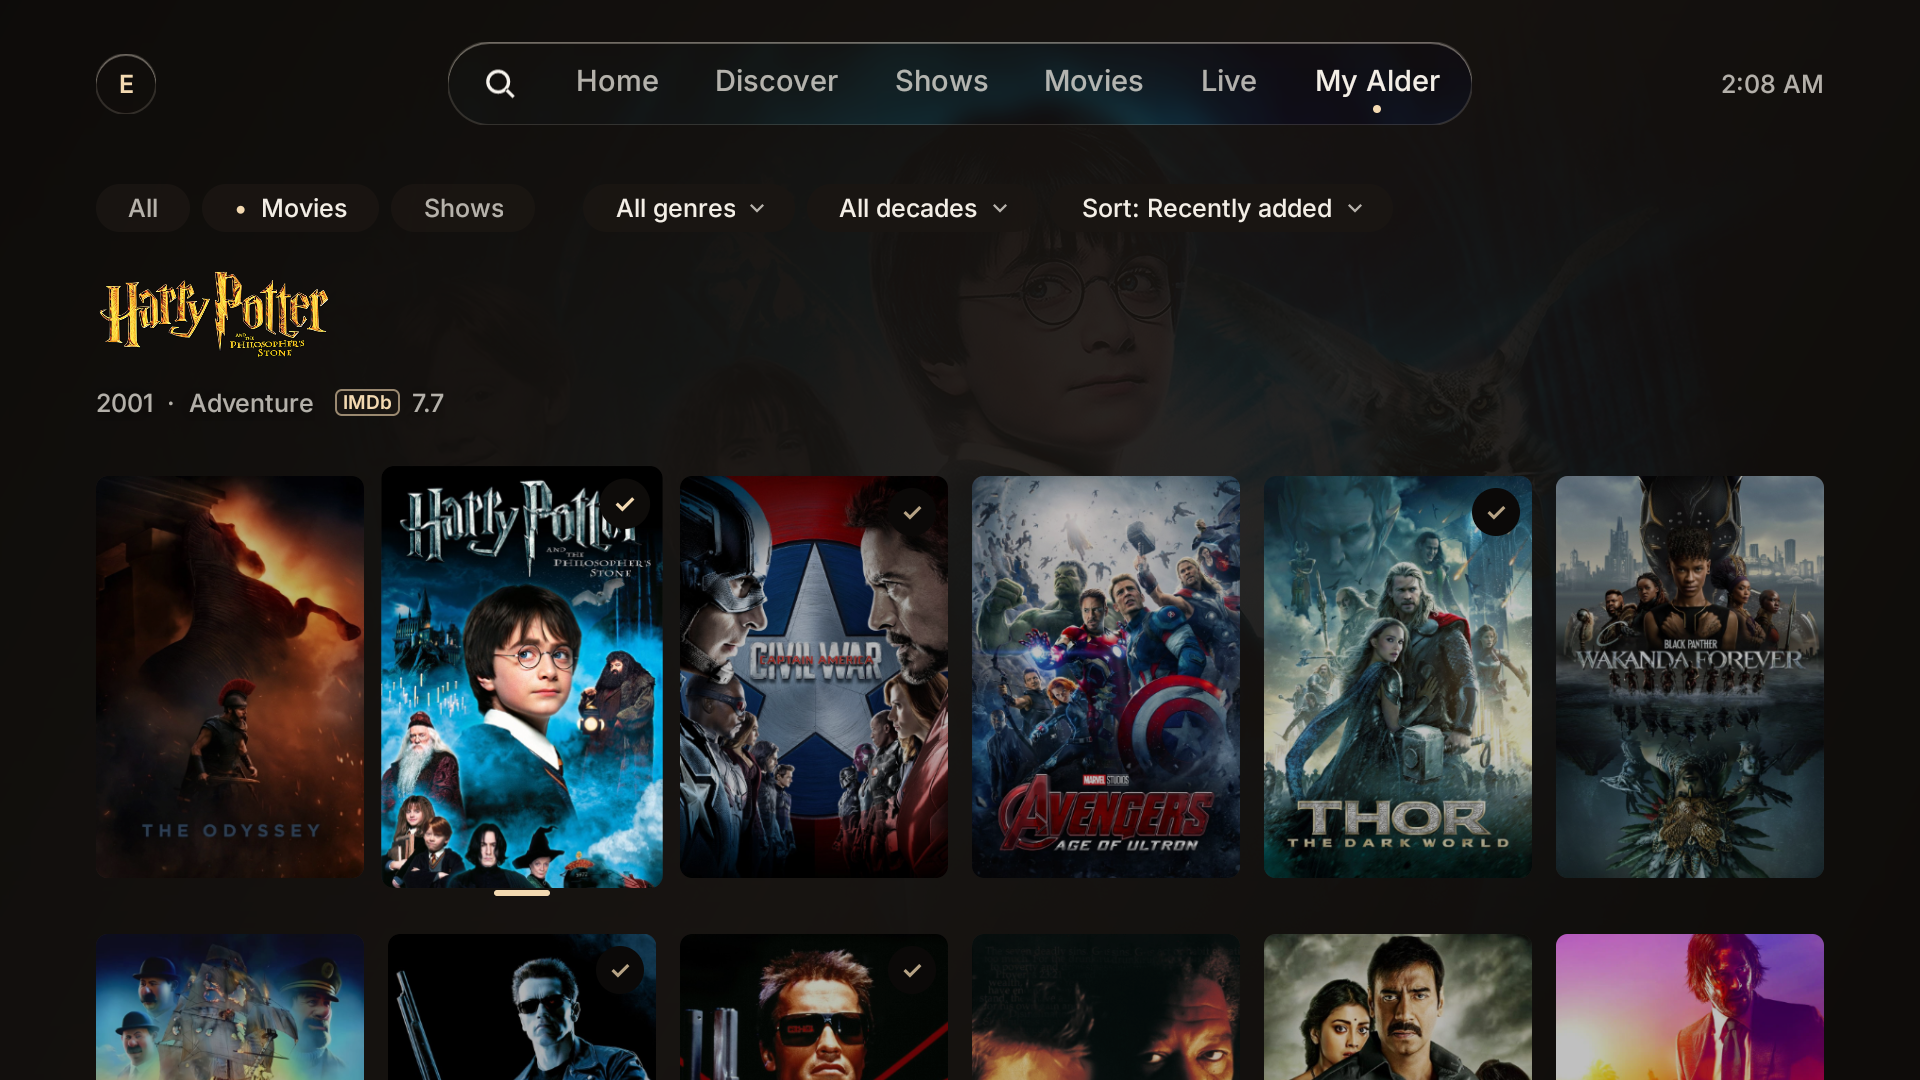 E
Home Discover Shows Movies Live My Alder
2:08 AM
All • Movies Shows All genres All decades Sort: Recently added
Harry Potter
AND THE
PHILOSOPHER'S
STONE
2001 · Adventure IMDb 7.7
THE ODYSSEY
Harry Potter
AND THE
PHILOSOPHER'S
STONE
CAPTAIN AMERICA
CIVIL WAR
MARVEL STUDIOS
AVENGERS
AGE OF ULTRON
THOR
THE DARK WORLD
BLACK PANTHER
WAKANDA FOREVER